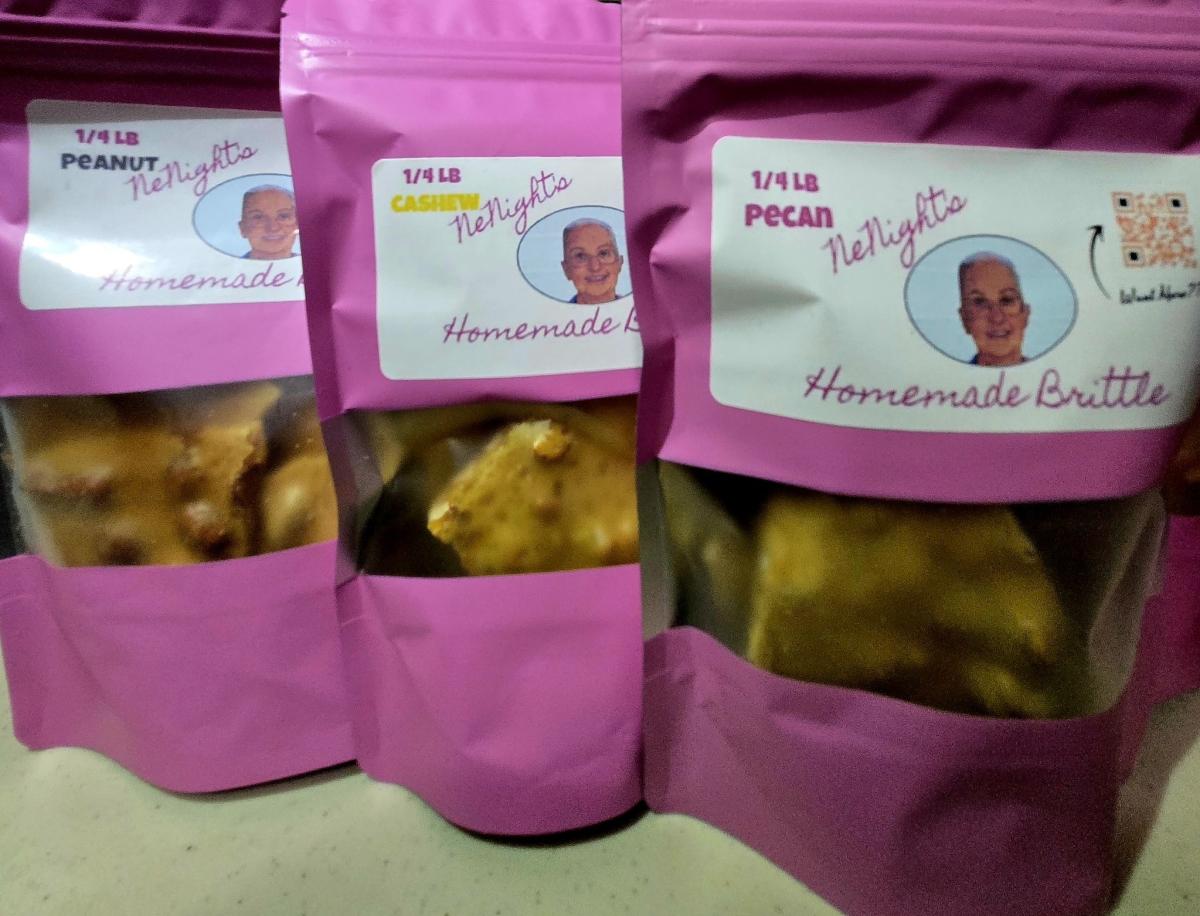 1/4 LB
PEANUT
NeNight's
Homemade
1/4 LB
CASHEW
NeNight's
Homemade B
1/4 LB
PECAN
NeNight's
Homemade Brittle